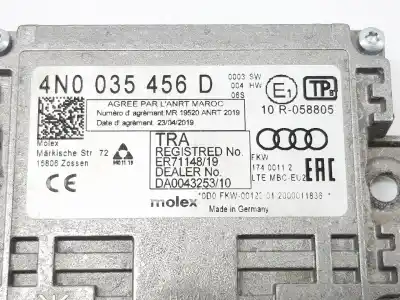 4N0 035 456 D
0003 SW
004 HW
06S
E1
TP
10 R-058805
AGREE PAR L'ANRT MAROC
Numéro d'agrément:MR 19520 ANRT 2019
Date d'agrément: 23/04/2019
Molex
Märkische Str 72
15806 Zossen
TRA
REGISTRED No.
ER71148/19
DEALER No.
DA0043253/10
CE
molex
FKW
174 0011 2
LTE MBC-EU2
EAC
Made in Germany